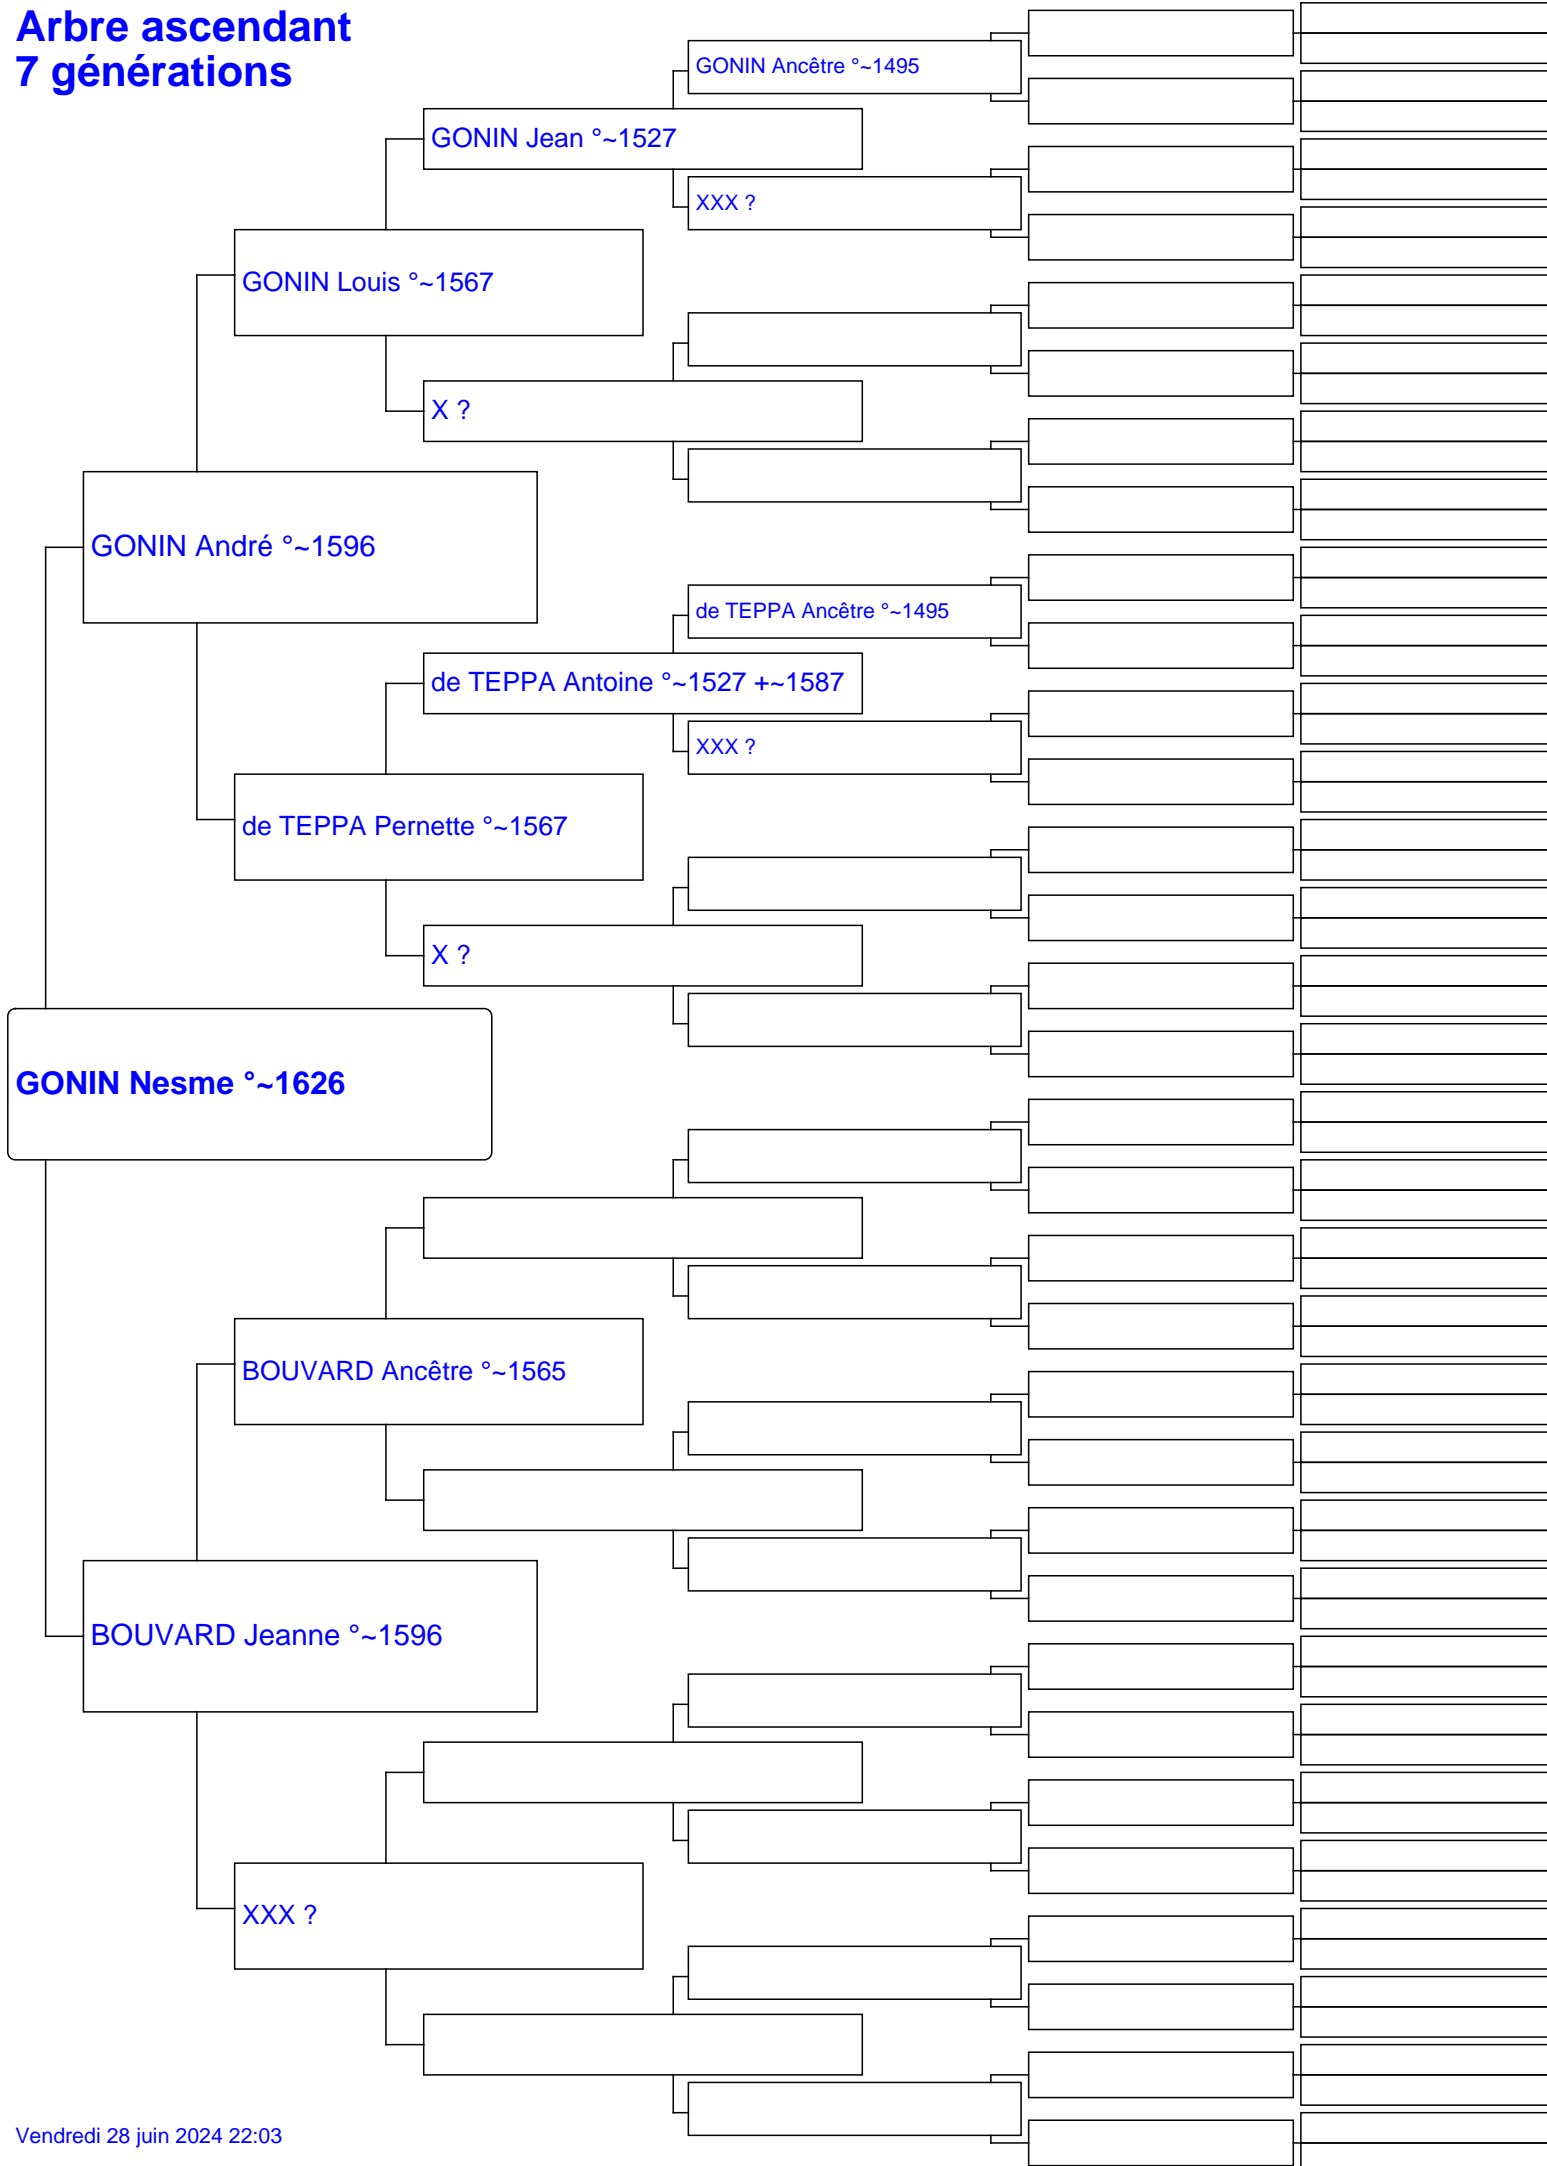 Arbre ascendant
7 générations
GONIN Ancêtre °~1495
GONIN Jean °~1527
XXX ?
GONIN Louis °~1567
X ?
GONIN André °~1596
de TEPPA Ancêtre °~1495
de TEPPA Antoine °~1527 +~1587
XXX ?
de TEPPA Pernette °~1567
X ?
GONIN Nesme °~1626
BOUVARD Ancêtre °~1565
BOUVARD Jeanne °~1596
XXX ?
Vendredi 28 juin 2024 22:03